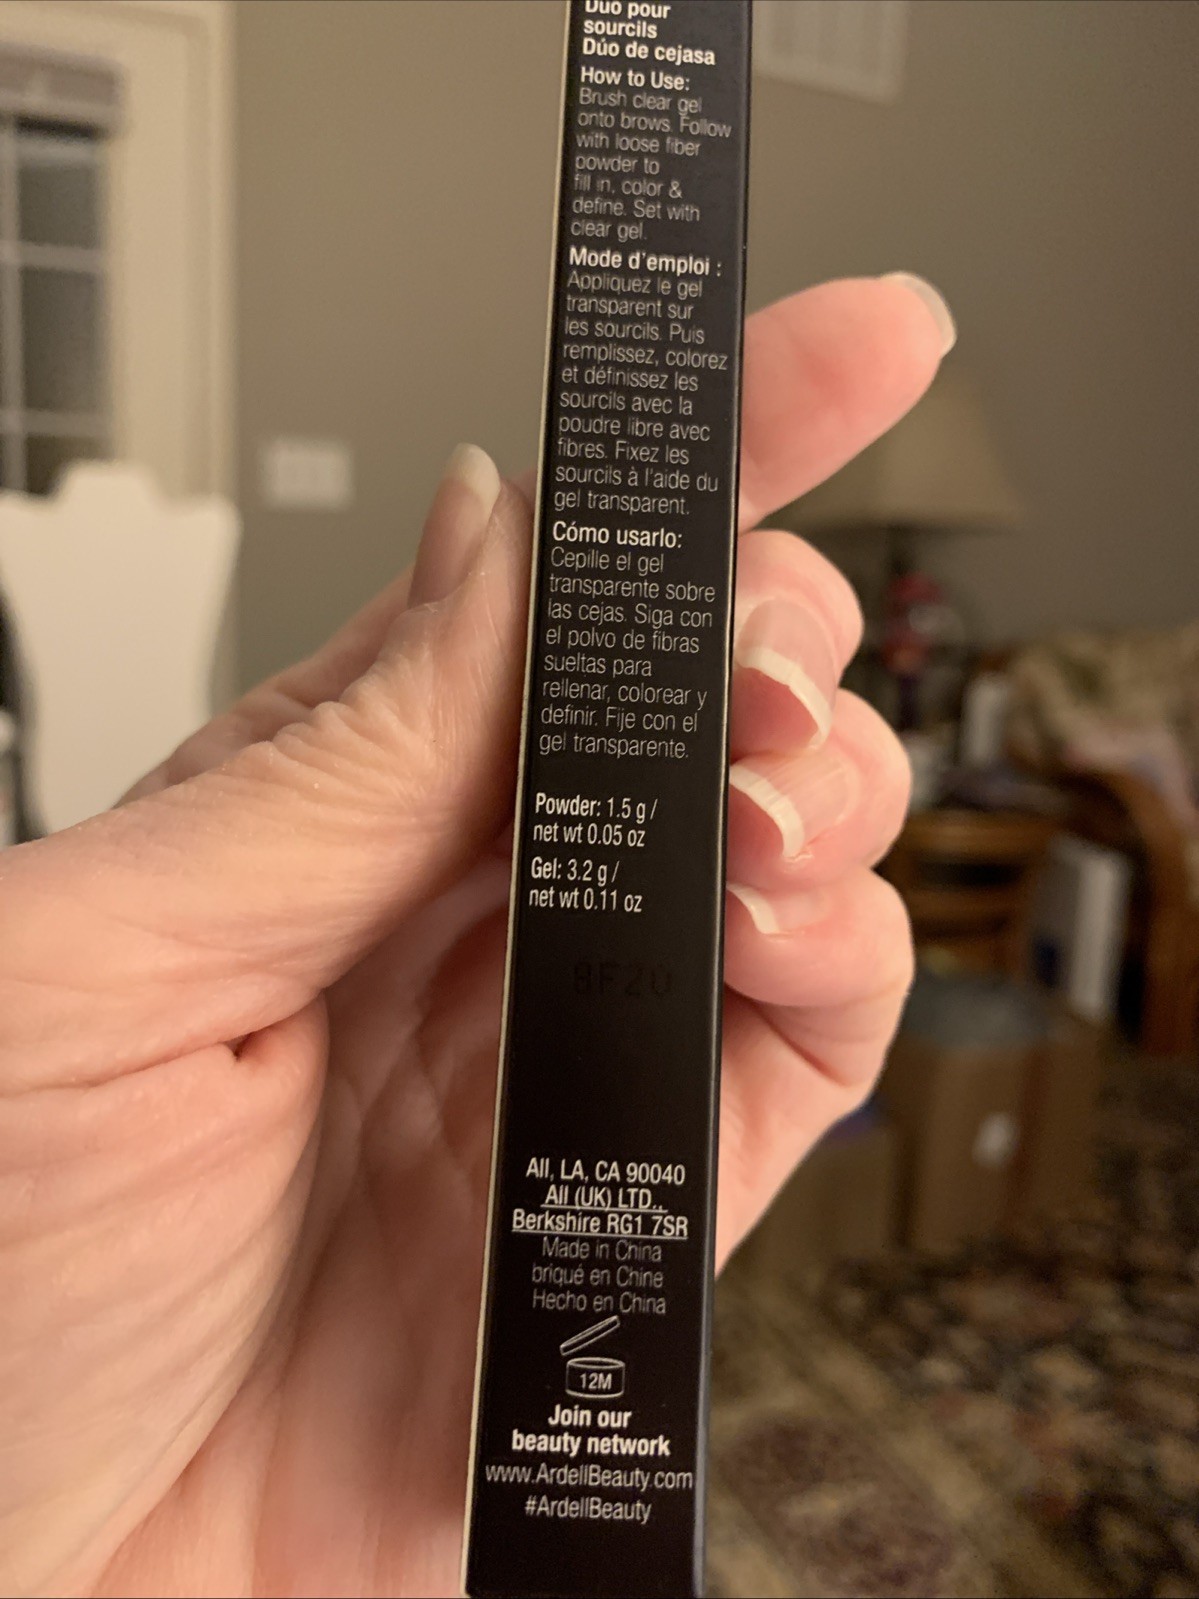 Duo pour
sourcils
Dúo de cejasa
How to Use:
Brush clear gel
onto brows. Follow
with loose fiber
powder to
fill in, color &
define. Set with
clear gel.
Mode d'emploi :
Appliquez le gel
transparent sur
les sourcils. Puis
remplissez, colorez
et définissez les
sourcils avec la
poudre libre avec
fibres. Fixez les
sourcils à l'aide du
gel transparent.
Cómo usarlo:
Cepille el gel
transparente sobre
las cejas. Siga con
el polvo de fibras
sueltas para
rellenar, colorear y
definir. Fije con el
gel transparente.
Powder: 1.5 g /
net wt 0.05 oz
Gel: 3.2 g /
net wt 0.11 oz
8F20
AII, LA, CA 90040
AII (UK) LTD.,
Berkshire RG1 7SR
Made in China
briqué en Chine
Hecho en China
12M
Join our
beauty network
www.ArdellBeauty.com
#ArdellBeauty